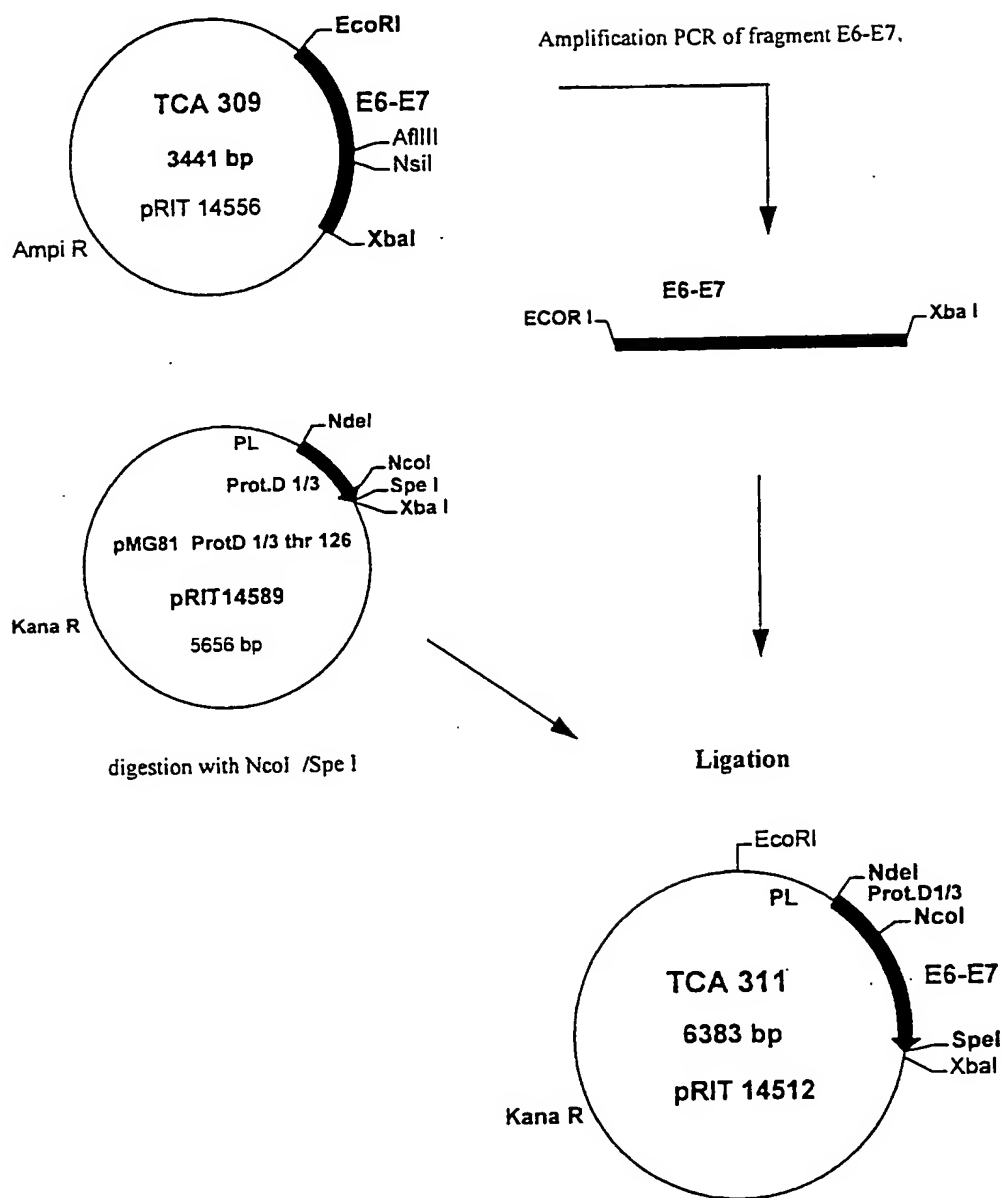 EcoRI
TCA 309
3441 bp
pRIT 14556
E6-E7
AflIII
NsiI
XbaI
Ampi R
Amplification PCR of fragment E6-E7.
E6-E7
ECOR I
Xba I
NdeI
PL
NcoI
Prot.D 1/3
Spe I
Xba I
pMG81 ProtD 1/3 thr 126
pRIT14589
5656 bp
Kana R
digestion with NcoI /Spe I
Ligation
EcoRI
PL
NdeI
Prot.D1/3
NcoI
E6-E7
TCA 311
6383 bp
pRIT 14512
SpeI
XbaI
Kana R